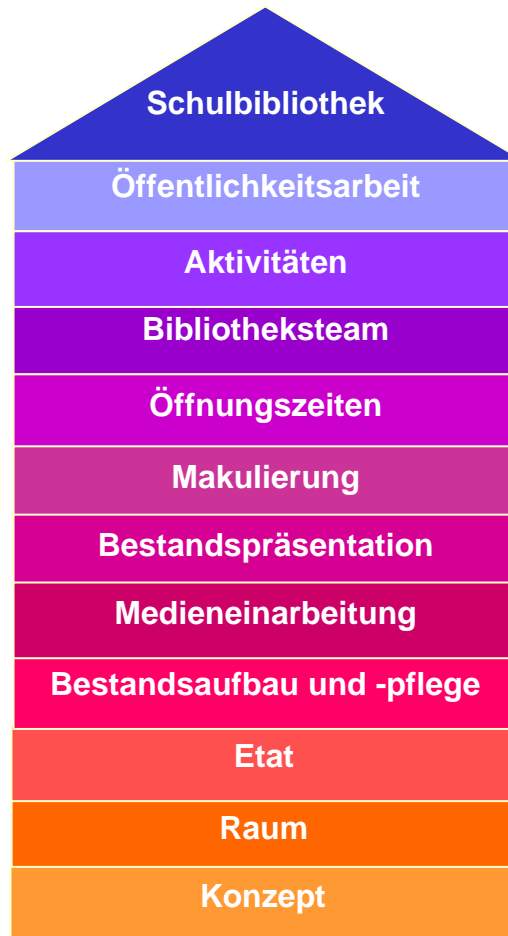 Schulbibliothek
Öffentlichkeitsarbeit
Aktivitäten
Bibliotheksteam
Öffnungszeiten
Makulierung
Bestandspräsentation
Medieneinarbeitung
Bestandsaufbau und -pflege
Etat
Raum
Konzept